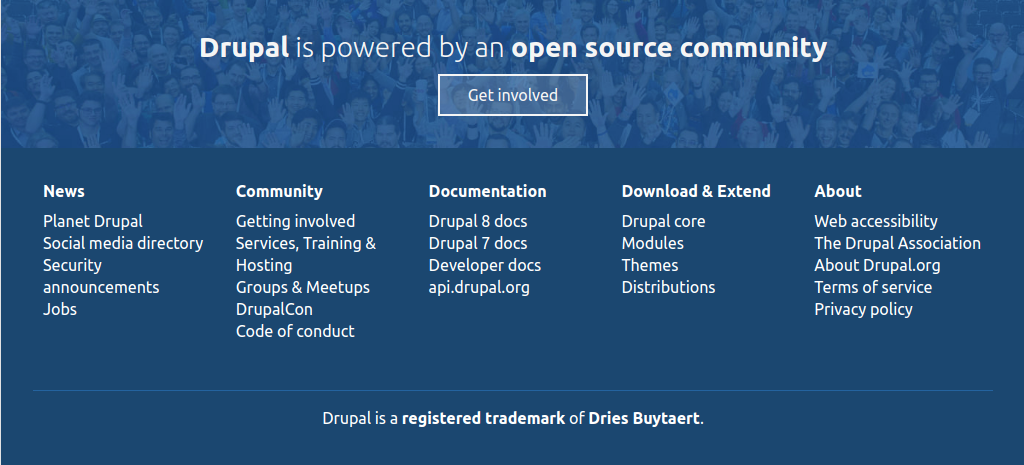 Drupal is powered by an open source community
Get involved
News
Planet Drupal
Social media directory
Security
announcements
Jobs
Community
Getting involved
Services, Training &
Hosting
Groups & Meetups
DrupalCon
Code of conduct
Documentation
Drupal 8 docs
Drupal 7 docs
Developer docs
api.drupal.org
Download & Extend
Drupal core
Modules
Themes
Distributions
About
Web accessibility
The Drupal Association
About Drupal.org
Terms of service
Privacy policy
Drupal is a registered trademark of Dries Buytaert.